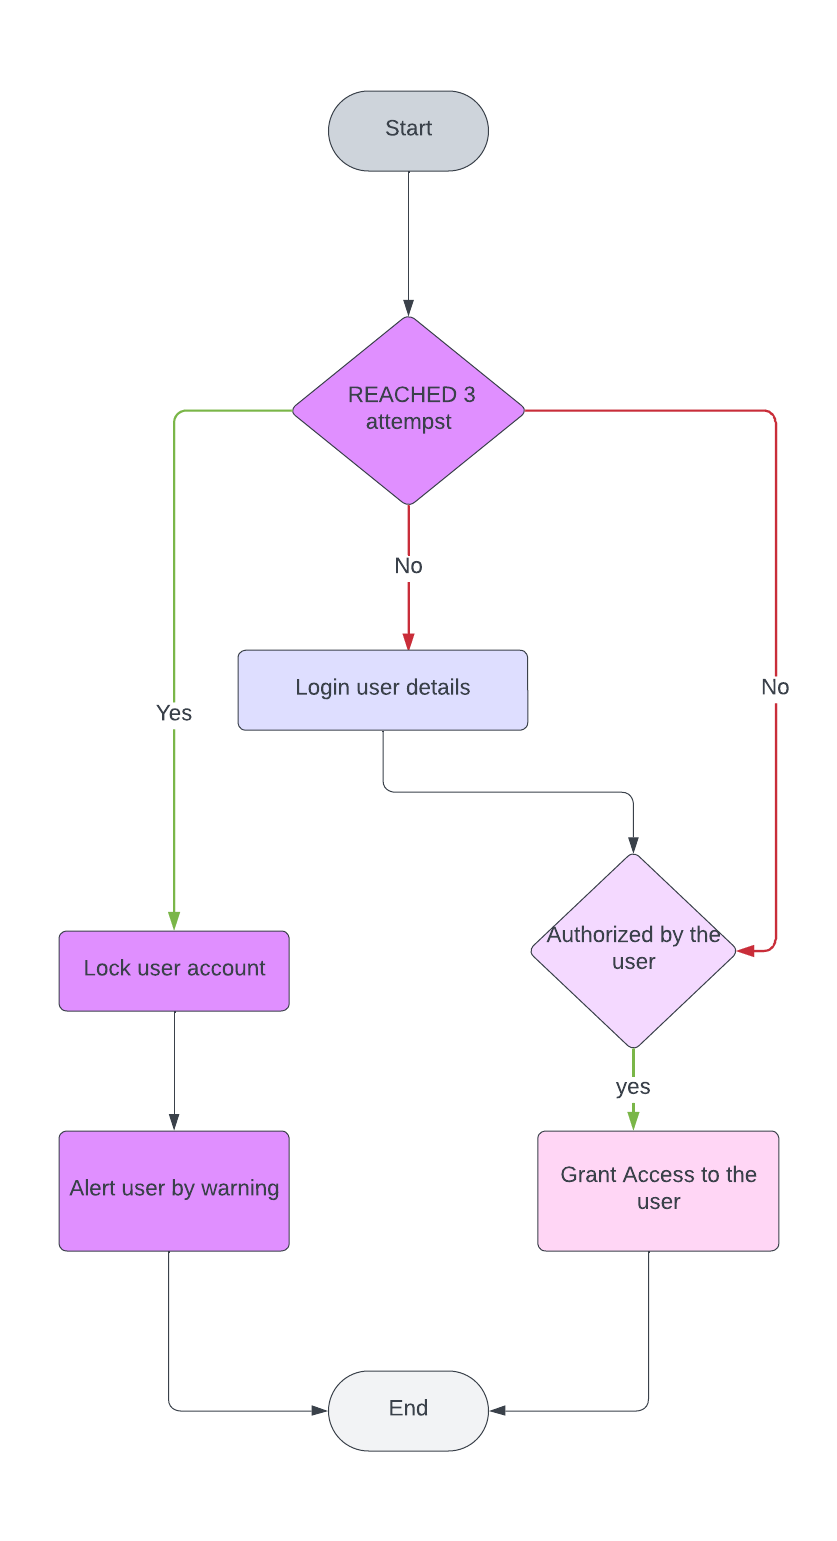 Start
REACHED 3
attempst
No
Login user details
No
Yes
Authorized by the
user
Lock user account
yes
Grant Access to the
user
Alert user by warning
End